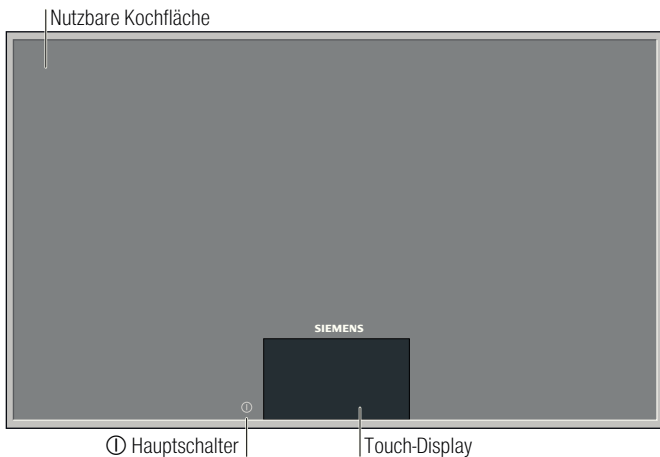 Nutzbare Kochfläche
SIEMENS
Hauptschalter
Touch-Display